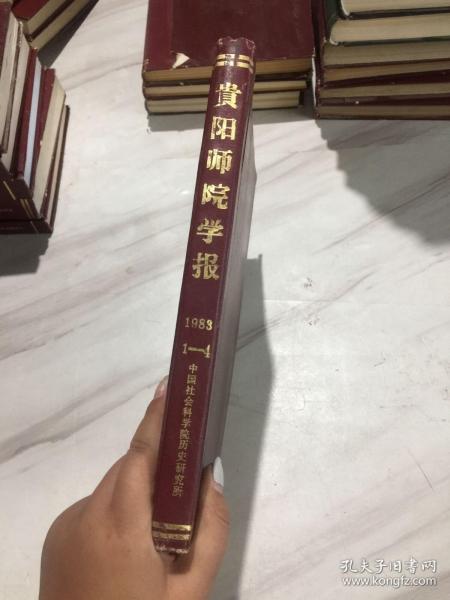 貴阳师院学报
1983
1—4
中国社会科学院历史研究所
孔夫子旧书网
www.kongfz.com